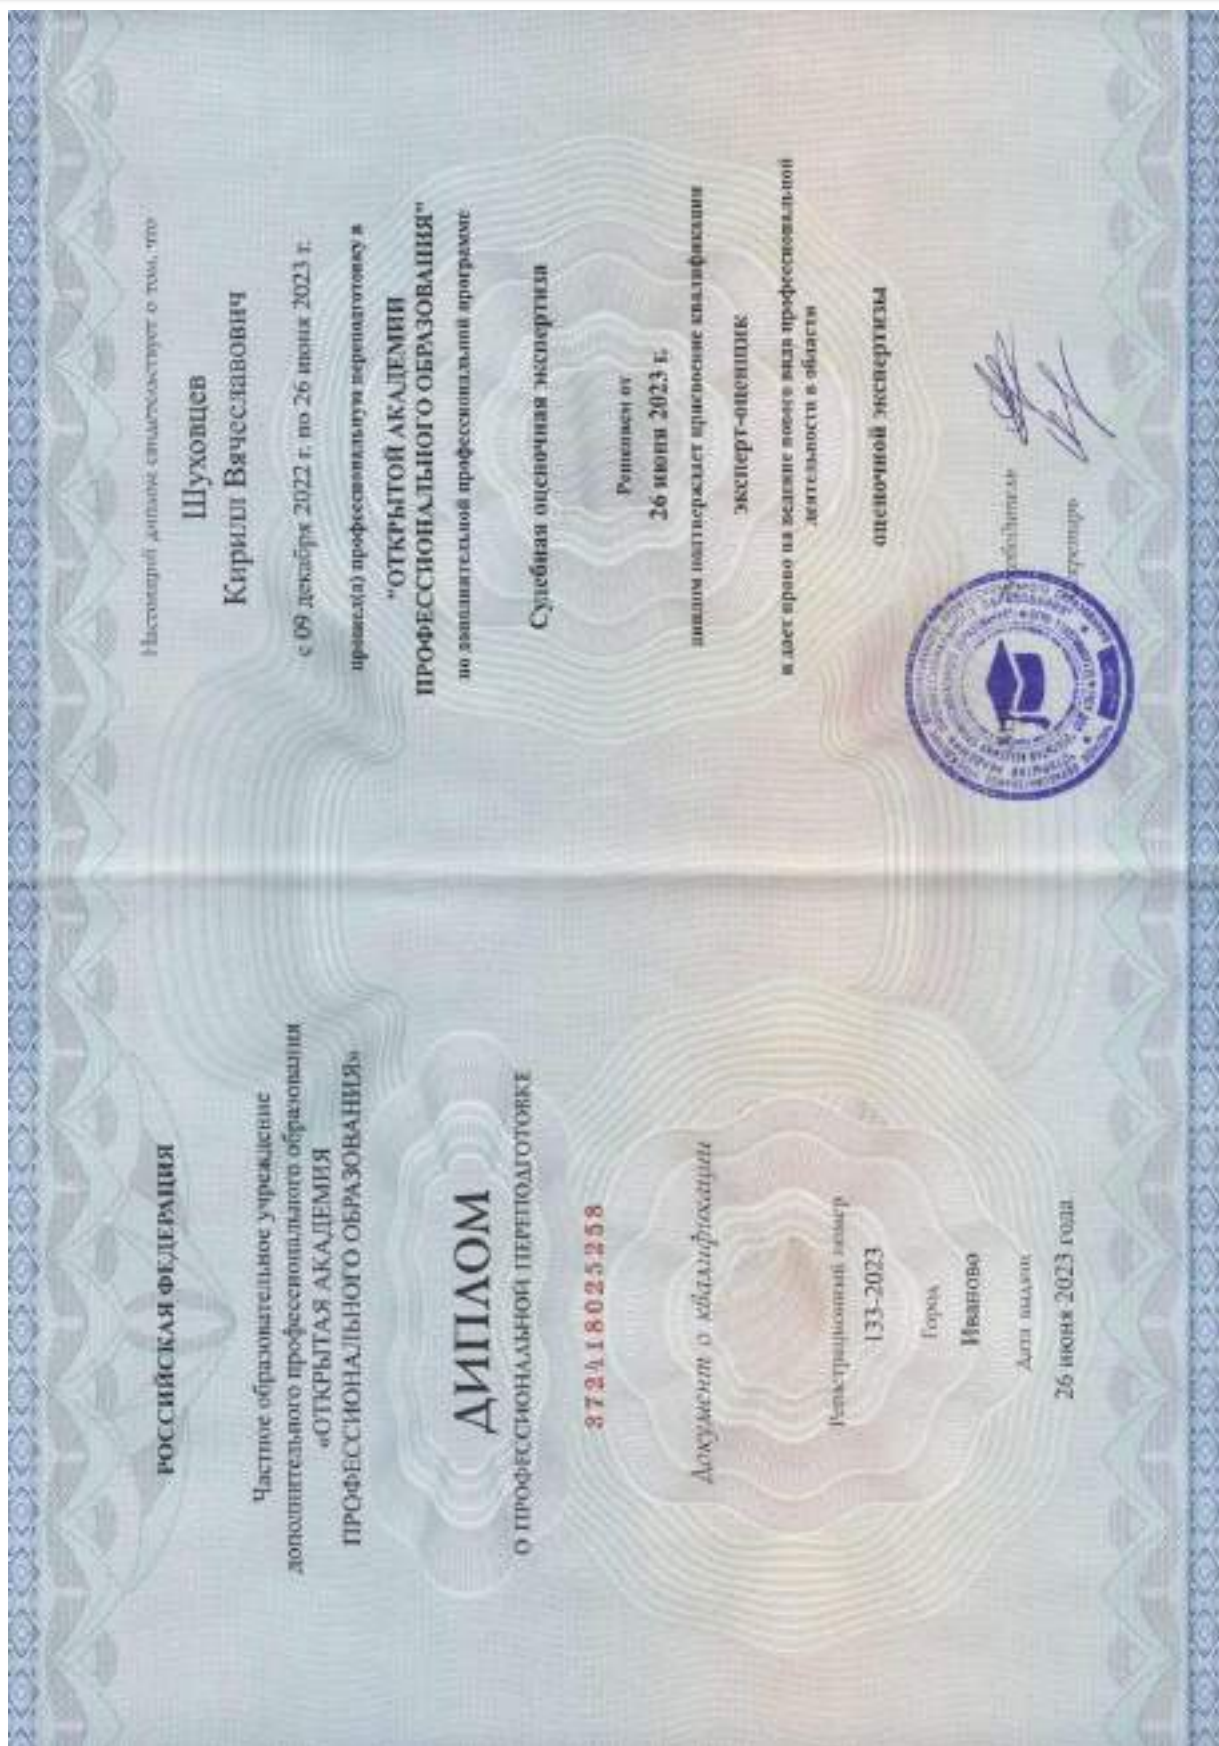 РОССИЙСКАЯ ФЕДЕРАЦИЯ
Частное образовательное учреждение
дополнительного профессионального образования
«ОТКРЫТАЯ АКАДЕМИЯ
ПРОФЕССИОНАЛЬНОГО ОБРАЗОВАНИЯ»
ДИПЛОМ
О ПРОФЕССИОНАЛЬНОЙ ПЕРЕПОДГОТОВКЕ
372418025258
Документ о квалификации
Регистрационный номер
133-2023
Город
Иваново
Дата выдачи
26 июня 2023 года
Настоящий диплом свидетельствует о том, что
Шуховцев
Кирилл Вячеславович
с 09 декабря 2022 г. по 26 июня 2023 г.
прошел(а) профессиональную переподготовку в
"ОТКРЫТОЙ АКАДЕМИИ
ПРОФЕССИОНАЛЬНОГО ОБРАЗОВАНИЯ"
по дополнительной профессиональной программе
Судебная оценочная экспертиза
Решением от
26 июня 2023 г.
диплом подтверждает присвоение квалификации
эксперт-оценщик
и дает право на ведение нового вида профессиональной
деятельности в области
оценочной экспертизы